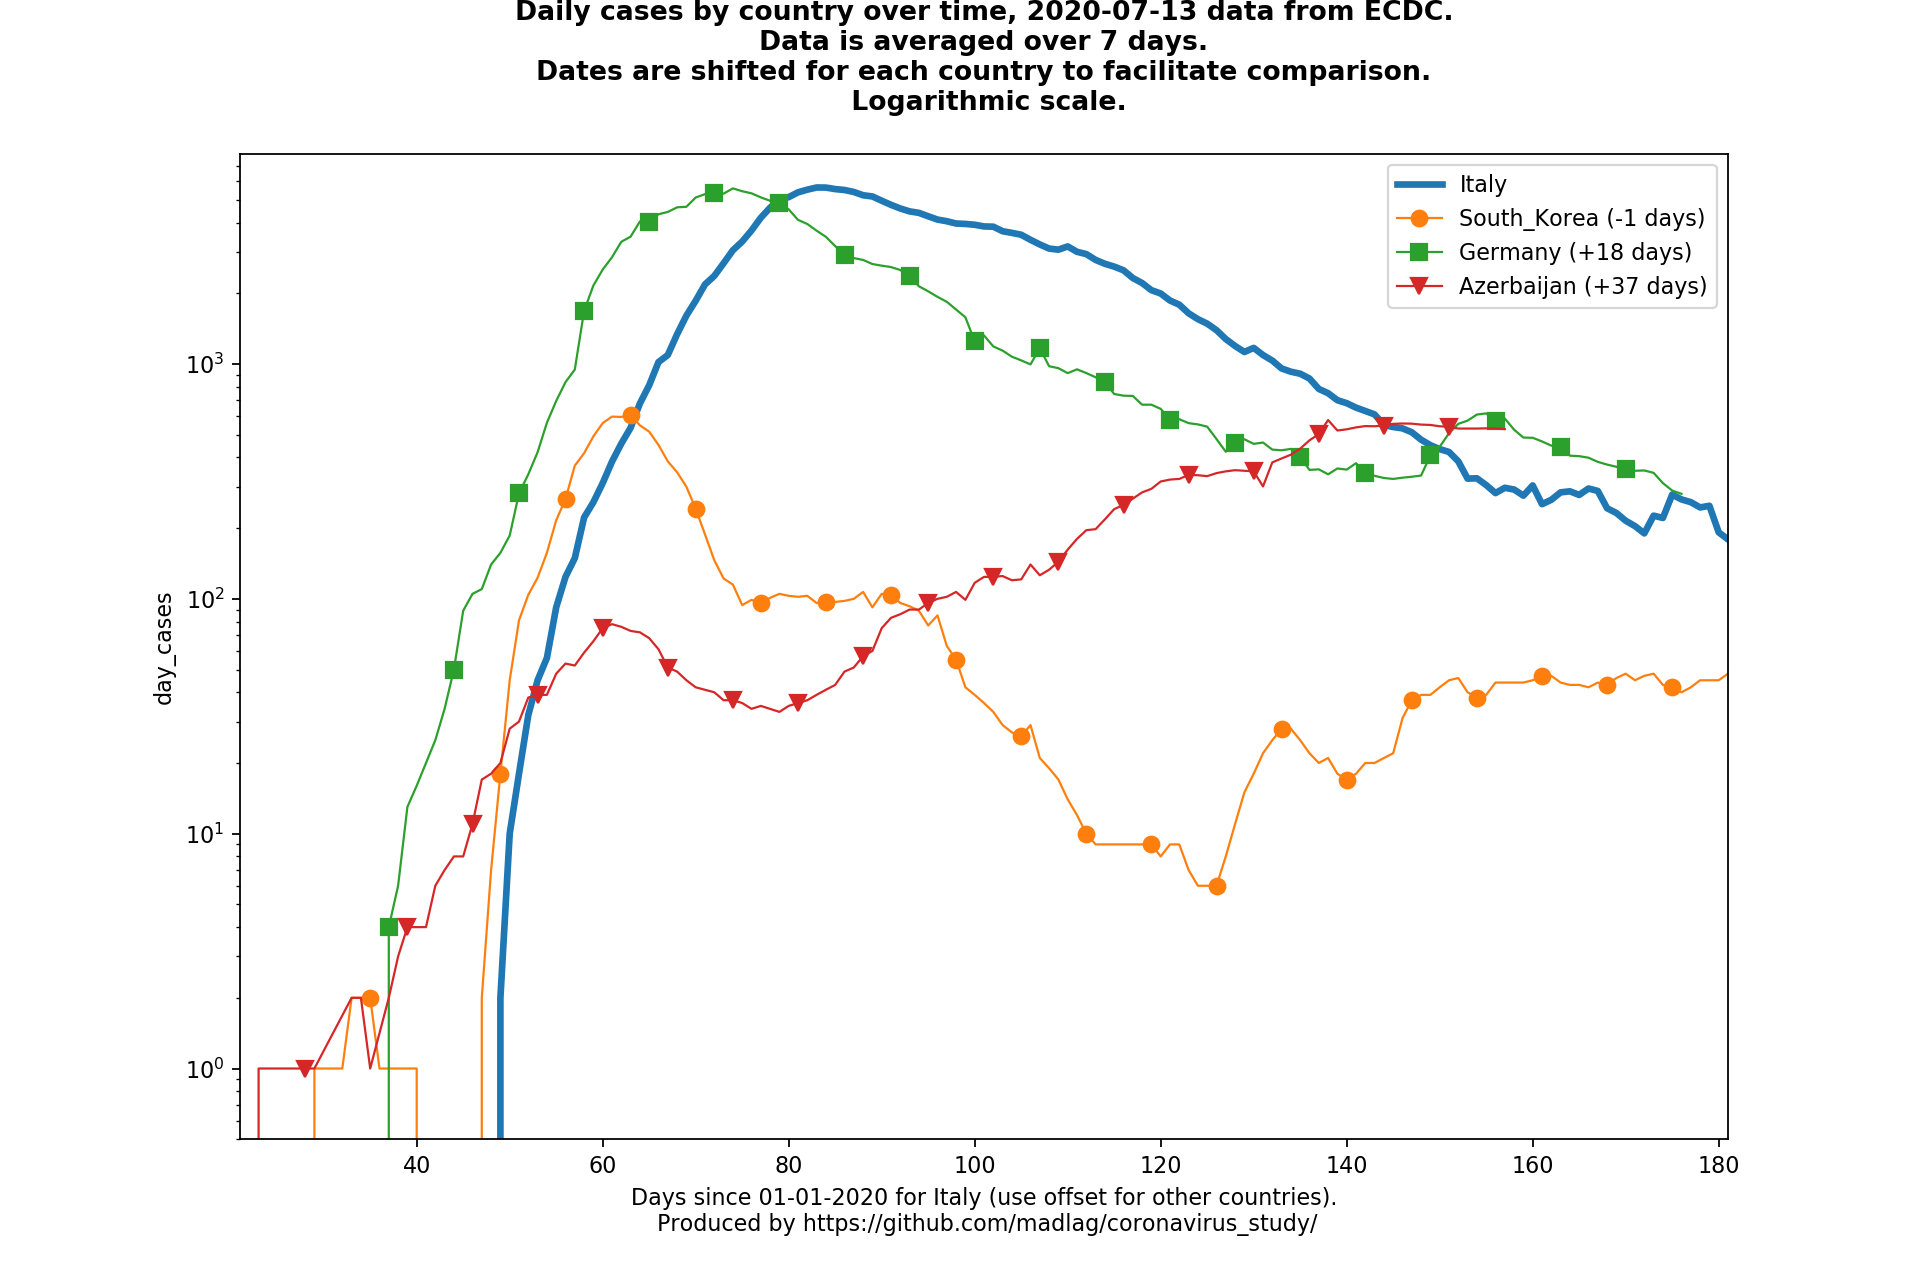 Daily cases by country over time, 2020-07-13 data from ECDC.
Data is averaged over 7 days.
Dates are shifted for each country to facilitate comparison.
Logarithmic scale.
Italy
South_Korea (-1 days)
Germany (+18 days)
Azerbaijan (+37 days)
10³
10²
10¹
10⁰
day_cases
40 60 80 100 120 140 160 180
Days since 01-01-2020 for Italy (use offset for other countries).
Produced by https://github.com/madlag/coronavirus_study/